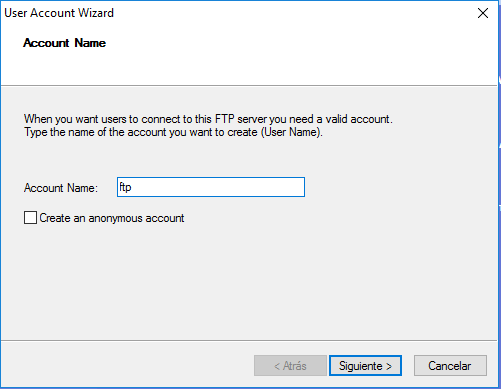 User Account Wizard
Account Name
When you want users to connect to this FTP server you need a valid account.
Type the name of the account you want to create (User Name).
Account Name: ftp
Create an anonymous account
< Atrás Siguiente > Cancelar